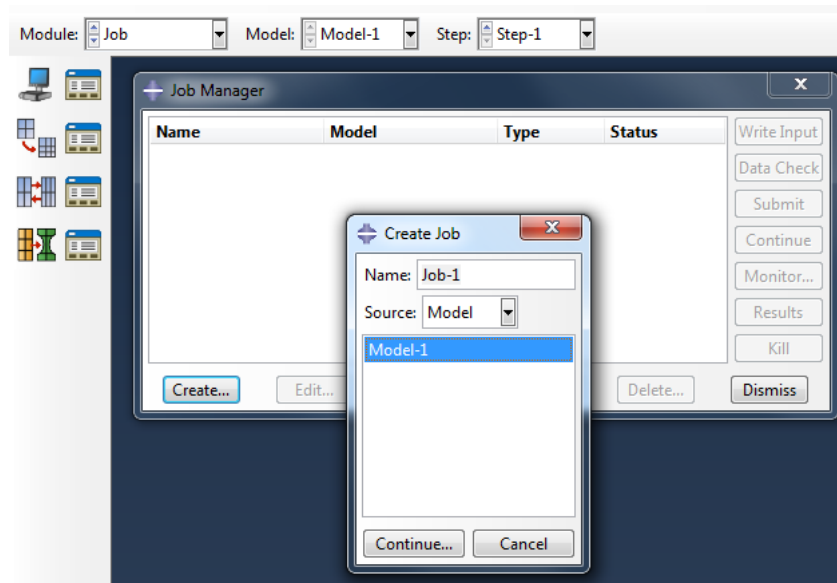 Module: Job Model: Model-1 Step: Step-1
Job Manager
Name Model Type Status
Write Input
Data Check
Submit
Continue
Monitor...
Results
Kill
Create Job
Name: Job-1
Source: Model
Model-1
Continue... Cancel
Create... Edit... Delete... Dismiss